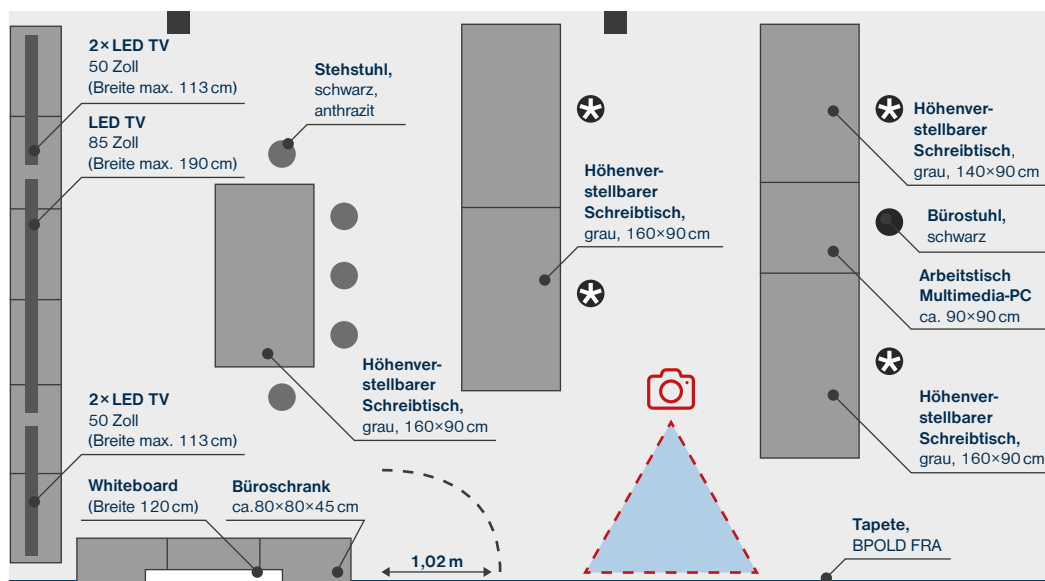 2× LED TV
50 Zoll
(Breite max. 113 cm)
LED TV
85 Zoll
(Breite max. 190 cm)
Stehstuhl,
schwarz,
anthrazit
Höhenver-
stellbarer
Schreibtisch,
grau, 160×90 cm
Höhenver-
stellbarer
Schreibtisch,
grau, 140×90 cm
Bürostuhl,
schwarz
Arbeitstisch
Multimedia-PC
ca. 90×90 cm
Höhenver-
stellbarer
Schreibtisch,
grau, 160×90 cm
Höhenver-
stellbarer
Schreibtisch,
grau, 160×90 cm
2× LED TV
50 Zoll
(Breite max. 113 cm)
Whiteboard
(Breite 120 cm)
Büroschrank
ca. 80×80×45 cm
1,02 m
Tapete,
BPOLD FRA